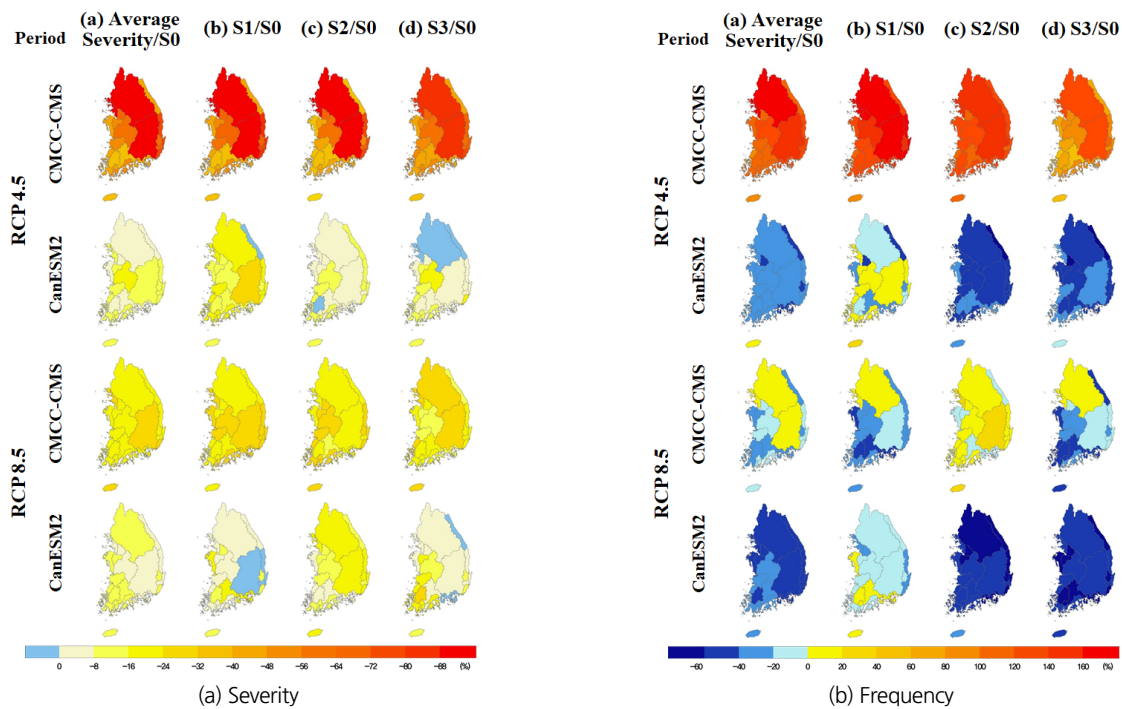 Period
(a) Average Severity/S0
(b) S1/S0
(c) S2/S0
(d) S3/S0
RCP 4.5
CMCC-CMS
CanESM2
RCP 8.5
CMCC-CMS
CanESM2
0 -8 -16 -24 -32 -40 -48 -56 -64 -72 -80 -88 (%)
(a) Severity
Period
(a) Average Severity/S0
(b) S1/S0
(c) S2/S0
(d) S3/S0
RCP 4.5
CMCC-CMS
CanESM2
RCP 8.5
CMCC-CMS
CanESM2
-60 -40 -20 0 20 40 60 80 100 120 140 160 (%)
(b) Frequency